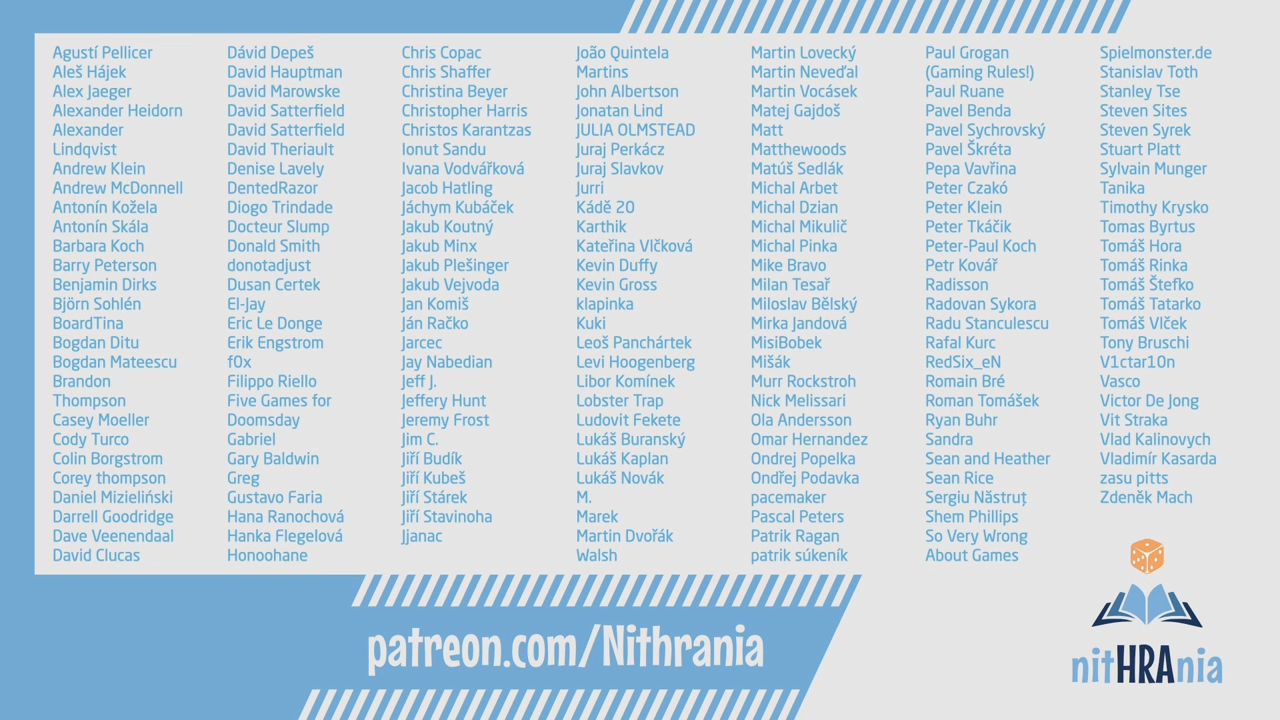 Agustí Pellicer
Aleš Hájek
Alex Jaeger
Alexander Heidorn
Alexander
Lindqvist
Andrew Klein
Andrew McDonnell
Antonín Kožela
Antonín Skála
Barbara Koch
Barry Peterson
Benjamin Dirks
Björn Sohlén
BoardTina
Bogdan Ditu
Bogdan Mateescu
Brandon
Thompson
Casey Moeller
Cody Turco
Colin Borgstrom
Corey thompson
Daniel Mizieliński
Darrell Goodridge
Dave Veenendaal
David Clucas
Dávid Depeš
David Hauptman
David Marowske
David Satterfield
David Satterfield
David Theriault
Denise Lavely
DentedRazor
Diogo Trindade
Docteur Slump
Donald Smith
donotadjust
Dusan Certek
El-Jay
Eric Le Donge
Erik Engstrom
f0x
Filippo Riello
Five Games for
Doomsday
Gabriel
Gary Baldwin
Greg
Gustavo Faria
Hana Ranochová
Hanka Flegelová
Honoohane
Chris Copac
Chris Shaffer
Christina Beyer
Christopher Harris
Christos Karantzas
Ionut Sandu
Ivana Vodvářková
Jacob Hatling
Jáchym Kubáček
Jakub Koutný
Jakub Minx
Jakub Plešinger
Jakub Vejvoda
Jan Komiš
Ján Račko
Jarcec
Jay Nabedian
Jeff J.
Jeffery Hunt
Jeremy Frost
Jim C.
Jiří Budík
Jiří Kubeš
Jiří Stárek
Jiří Stavinoha
Jjanac
João Quintela
Martins
John Albertson
Jonatan Lind
JULIA OLMSTEAD
Juraj Perkácz
Juraj Slavkov
Jurri
Kádě 20
Karthik
Kateřina Vlčková
Kevin Duffy
Kevin Gross
klapinka
Kuki
Leoš Panchártek
Levi Hoogenberg
Libor Komínek
Lobster Trap
Ludovit Fekete
Lukáš Buranský
Lukáš Kaplan
Lukáš Novák
M.
Marek
Martin Dvořák
Walsh
Martin Lovecký
Martin Neveďal
Martin Vocásek
Matej Gajdoš
Matt
Matthewoods
Matúš Sedlák
Michal Arbet
Michal Dzian
Michal Mikulič
Michal Pinka
Mike Bravo
Milan Tesař
Miloslav Bělský
Mirka Jandová
MisiBobek
Mišák
Murr Rockstroh
Nick Melissari
Ola Andersson
Omar Hernandez
Ondrej Popelka
Ondřej Podavka
pacemaker
Pascal Peters
Patrik Ragan
patrik súkeník
Paul Grogan
(Gaming Rules!)
Paul Ruane
Pavel Benda
Pavel Sychrovský
Pavel Škréta
Pepa Vavřina
Peter Czakó
Peter Klein
Peter Tkáčik
Peter-Paul Koch
Petr Kovář
Radisson
Radovan Sykora
Radu Stanculescu
Rafal Kurc
RedSix_eN
Romain Bré
Roman Tomášek
Ryan Buhr
Sandra
Sean and Heather
Sean Rice
Sergiu Năstruț
Shem Phillips
So Very Wrong
About Games
Spielmonster.de
Stanislav Toth
Stanley Tse
Steven Sites
Steven Syrek
Stuart Platt
Sylvain Munger
Tanika
Timothy Krysko
Tomas Byrtus
Tomáš Hora
Tomáš Rinka
Tomáš Štefko
Tomáš Tatarko
Tomáš Vlček
Tony Bruschi
V1ctar10n
Vasco
Victor De Jong
Vit Straka
Vlad Kalinovych
Vladimír Kasarda
zasu pitts
Zdeněk Mach
patreon.com/Nithrania
nitHRAnia